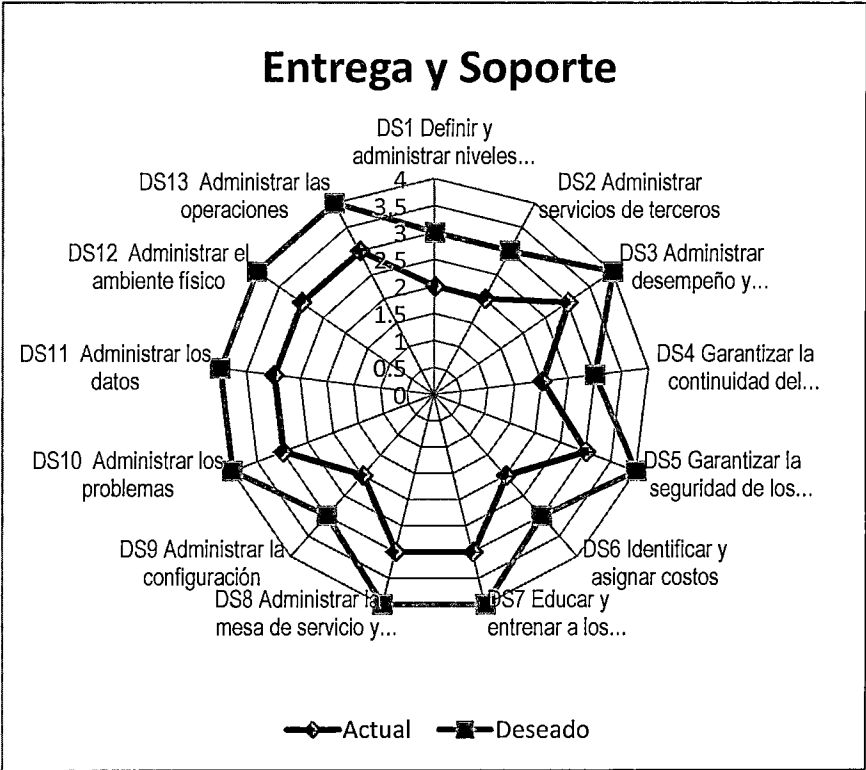 Entrega y Soporte
DS1 Definir y
administrar niveles...
DS2 Administrar
servicios de terceros
DS3 Administrar
desempeño y...
DS4 Garantizar la
continuidad del...
DS5 Garantizar la
seguridad de los...
DS6 Identificar y
asignar costos
DS7 Educar y
entrenar a los...
DS8 Administrar la
mesa de servicio y...
DS9 Administrar la
configuración
DS10 Administrar los
problemas
DS11 Administrar los
datos
DS12 Administrar el
ambiente físico
DS13 Administrar las
operaciones
4
3.5
3
2.5
2
1.5
1
0.5
0
Actual
Deseado